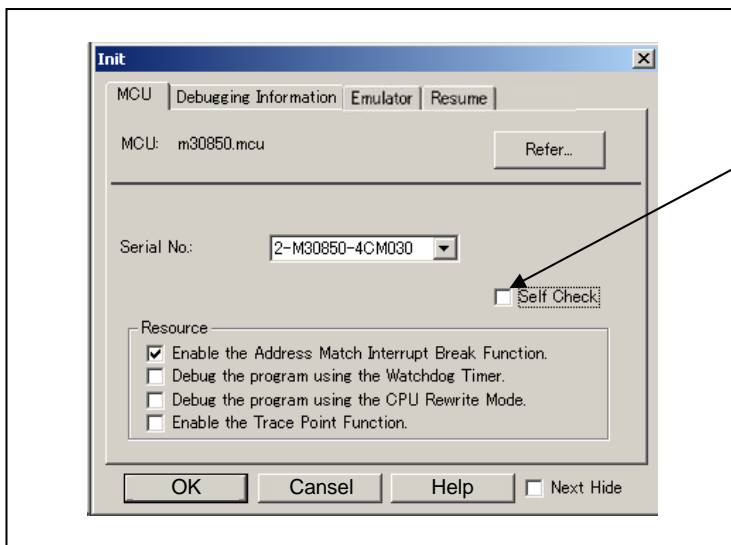 Init
MCU Debugging Information Emulator Resume
MCU: m30850.mcu Refer...
Serial No.: 2-M30850-4CM030
Self Check
Resource
Enable the Address Match Interrupt Break Function.
Debug the program using the Watchdog Timer.
Debug the program using the CPU Rewrite Mode.
Enable the Trace Point Function.
OK Cansel Help Next Hide